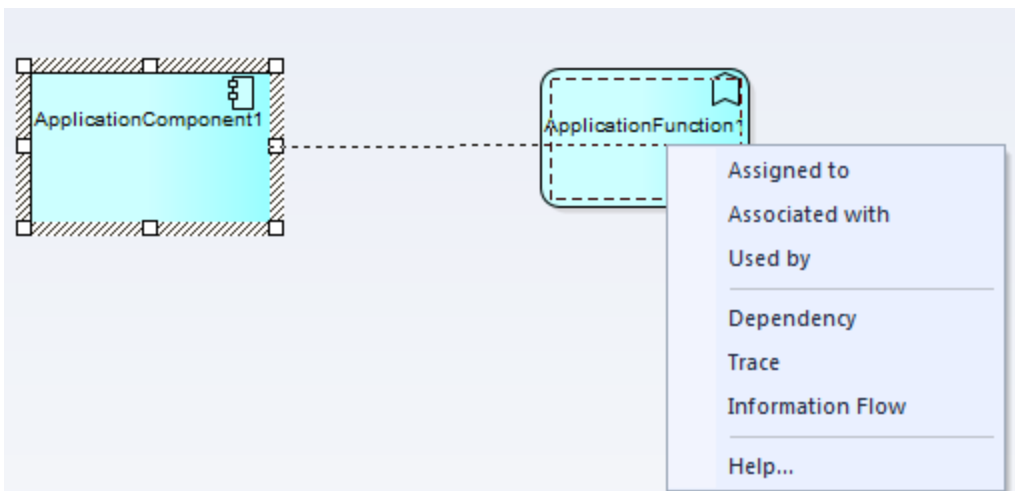 ApplicationComponent1
ApplicationFunction1
Assigned to
Associated with
Used by
Dependency
Trace
Information Flow
Help...